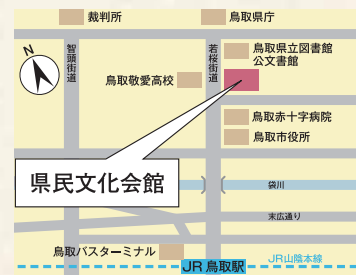 裁判所
鳥取県庁
N
智頭街道
若桜街道
鳥取県立図書館
公文書館
鳥取敬愛高校
鳥取赤十字病院
鳥取市役所
県民文化会館
袋川
末広通り
鳥取バスターミナル
JR 鳥取駅
JR山陰本線